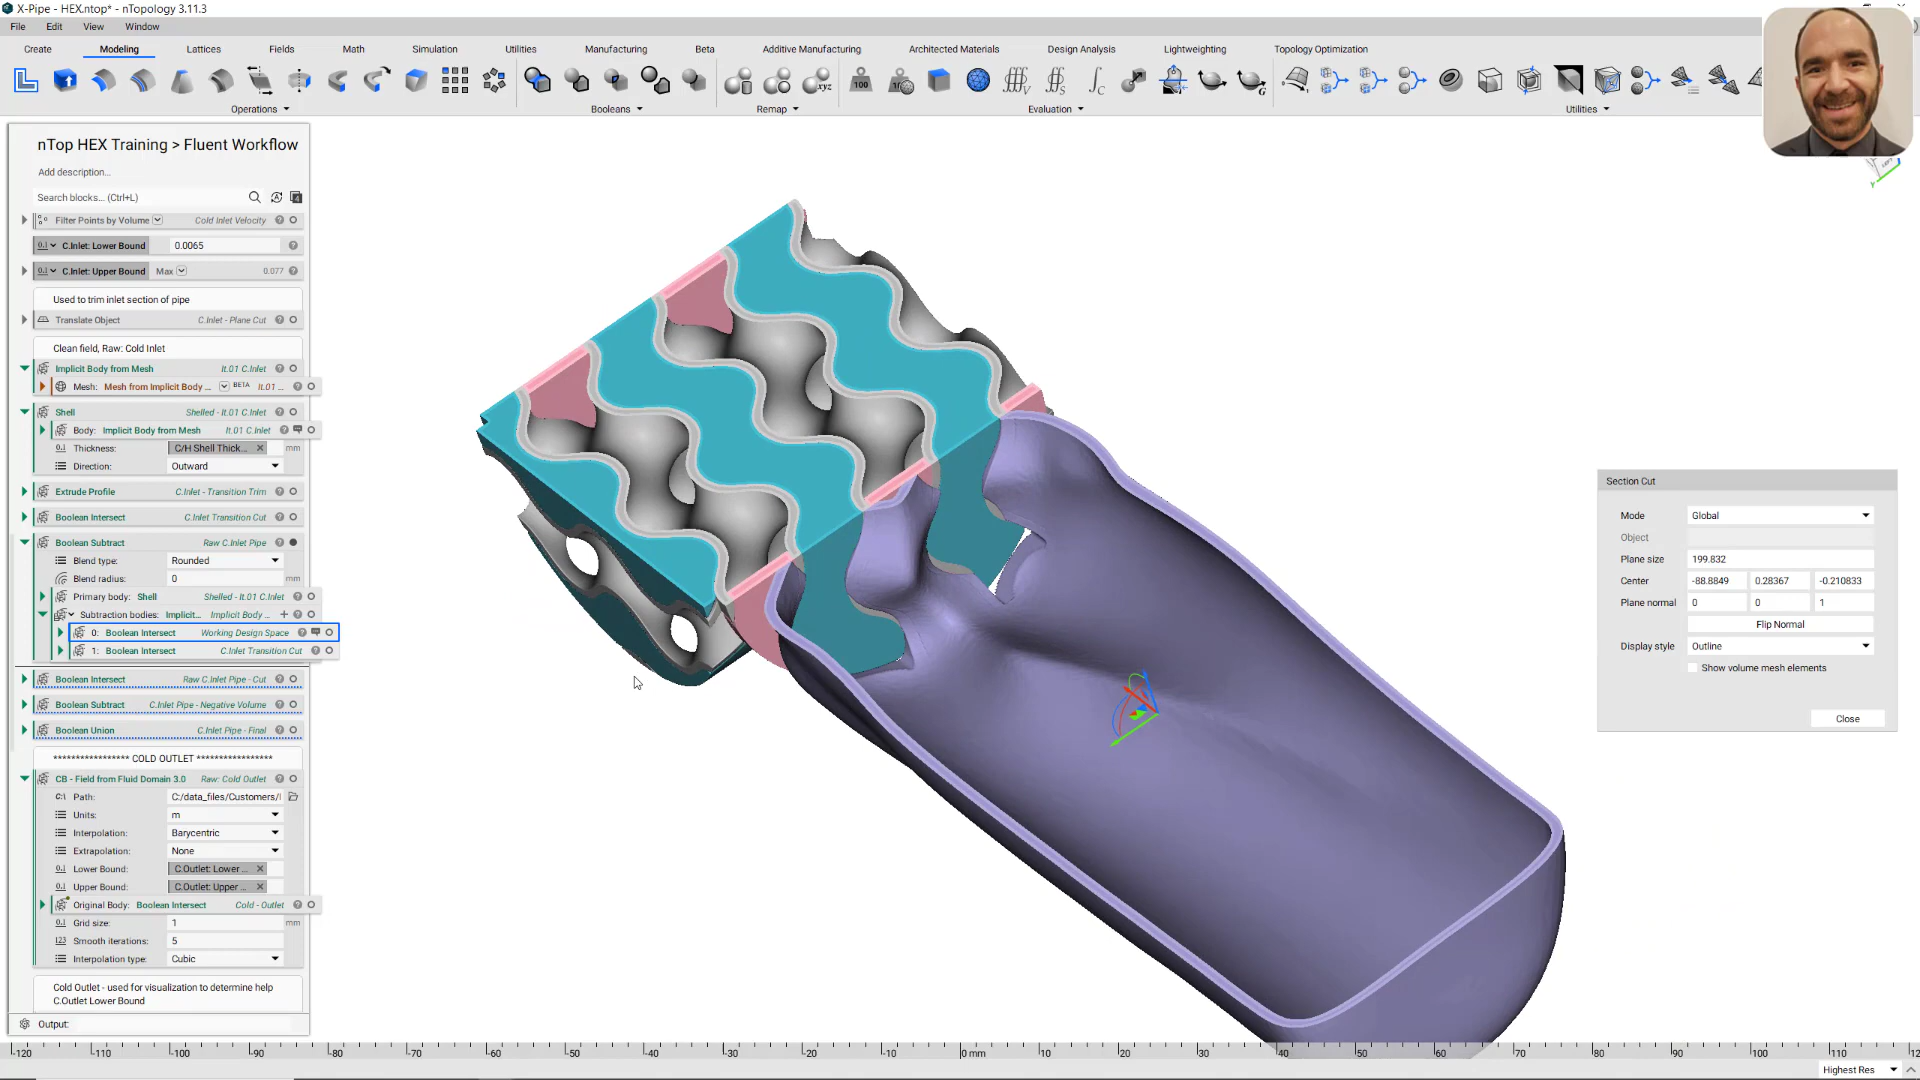 X-Pipe - HEX.ntop* - nTopology 3.11.3
File Edit View Window
Create Modeling Lattices Fields Math Simulation Utilities Manufacturing Beta Additive Manufacturing Architected Materials Design Analysis Lightweighting Topology Optimization
Operations Booleans Remap Evaluation Utilities
nTop HEX Training > Fluent Workflow
Add description...
Search blocks... (Ctrl+L)
Filter Points by Volume Cold Inlet Velocity
C.Inlet: Lower Bound 0.0065
C.Inlet: Upper Bound Max 0.077
Used to trim inlet section of pipe
Translate Object C.Inlet - Plane Cut
Clean field, Raw: Cold Inlet
Implicit Body from Mesh It.01 C.Inlet
Mesh: Mesh from Implicit Body ... BETA It.01 ...
Shell Shelled - It.01 C.Inlet
Body: Implicit Body from Mesh It.01 C.Inlet
Thickness: C/H Shell Thick... mm
Direction: Outward
Extrude Profile C.Inlet - Transition Trim
Boolean Intersect C.Inlet Transition Cut
Boolean Subtract Raw C.Inlet Pipe
Blend type: Rounded
Blend radius: 0 mm
Primary body: Shell Shelled - It.01 C.Inlet
Subtraction bodies: Implicit... Implicit Body ...
0: Boolean Intersect Working Design Space
1: Boolean Intersect C.Inlet Transition Cut
Boolean Intersect Raw C.Inlet Pipe - Cut
Boolean Subtract C.Inlet Pipe - Negative Volume
Boolean Union C.Inlet Pipe - Final
**************** COLD OUTLET ****************
CB - Field from Fluid Domain 3.0 Raw: Cold Outlet
Path: C:/data_files/Customers/
Units: m
Interpolation: Barycentric
Extrapolation: None
Lower Bound: C.Outlet: Lower ...
Upper Bound: C.Outlet: Upper ...
Original Body: Boolean Intersect Cold - Outlet
Grid size: 1 mm
Smooth iterations: 5
Interpolation type: Cubic
Cold Outlet - used for visualization to determine help
C.Outlet Lower Bound
Output:
Section Cut
Mode Global
Object
Plane size 199.832
Center -88.8849 0.28367 -0.210833
Plane normal 0 0 1
Flip Normal
Display style Outline
Show volume mesh elements
Close
-120 -110 -100 -90 -80 -70 -60 -50 -40 -30 -20 -10 0 mm 10 20 30 40 50 60 70 80 90 100 110 12
Highest Res